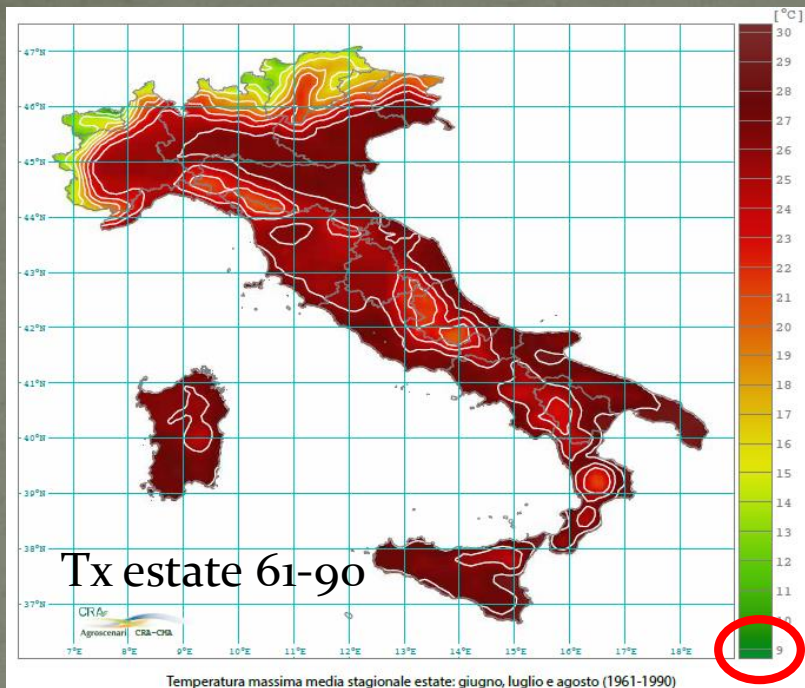 [°C]
30
29
28
27
26
25
24
23
22
21
20
19
18
17
16
15
14
13
12
11
10
9
47°N
46°N
45°N
44°N
43°N
42°N
41°N
40°N
39°N
38°N
37°N
Tx estate 61-90
CRA
Agroscenari CRA-CMA
7°E 8°E 9°E 10°E 11°E 12°E 13°E 14°E 15°E 16°E 17°E 18°E
Temperatura massima media stagionale estate: giugno, luglio e agosto (1961-1990)